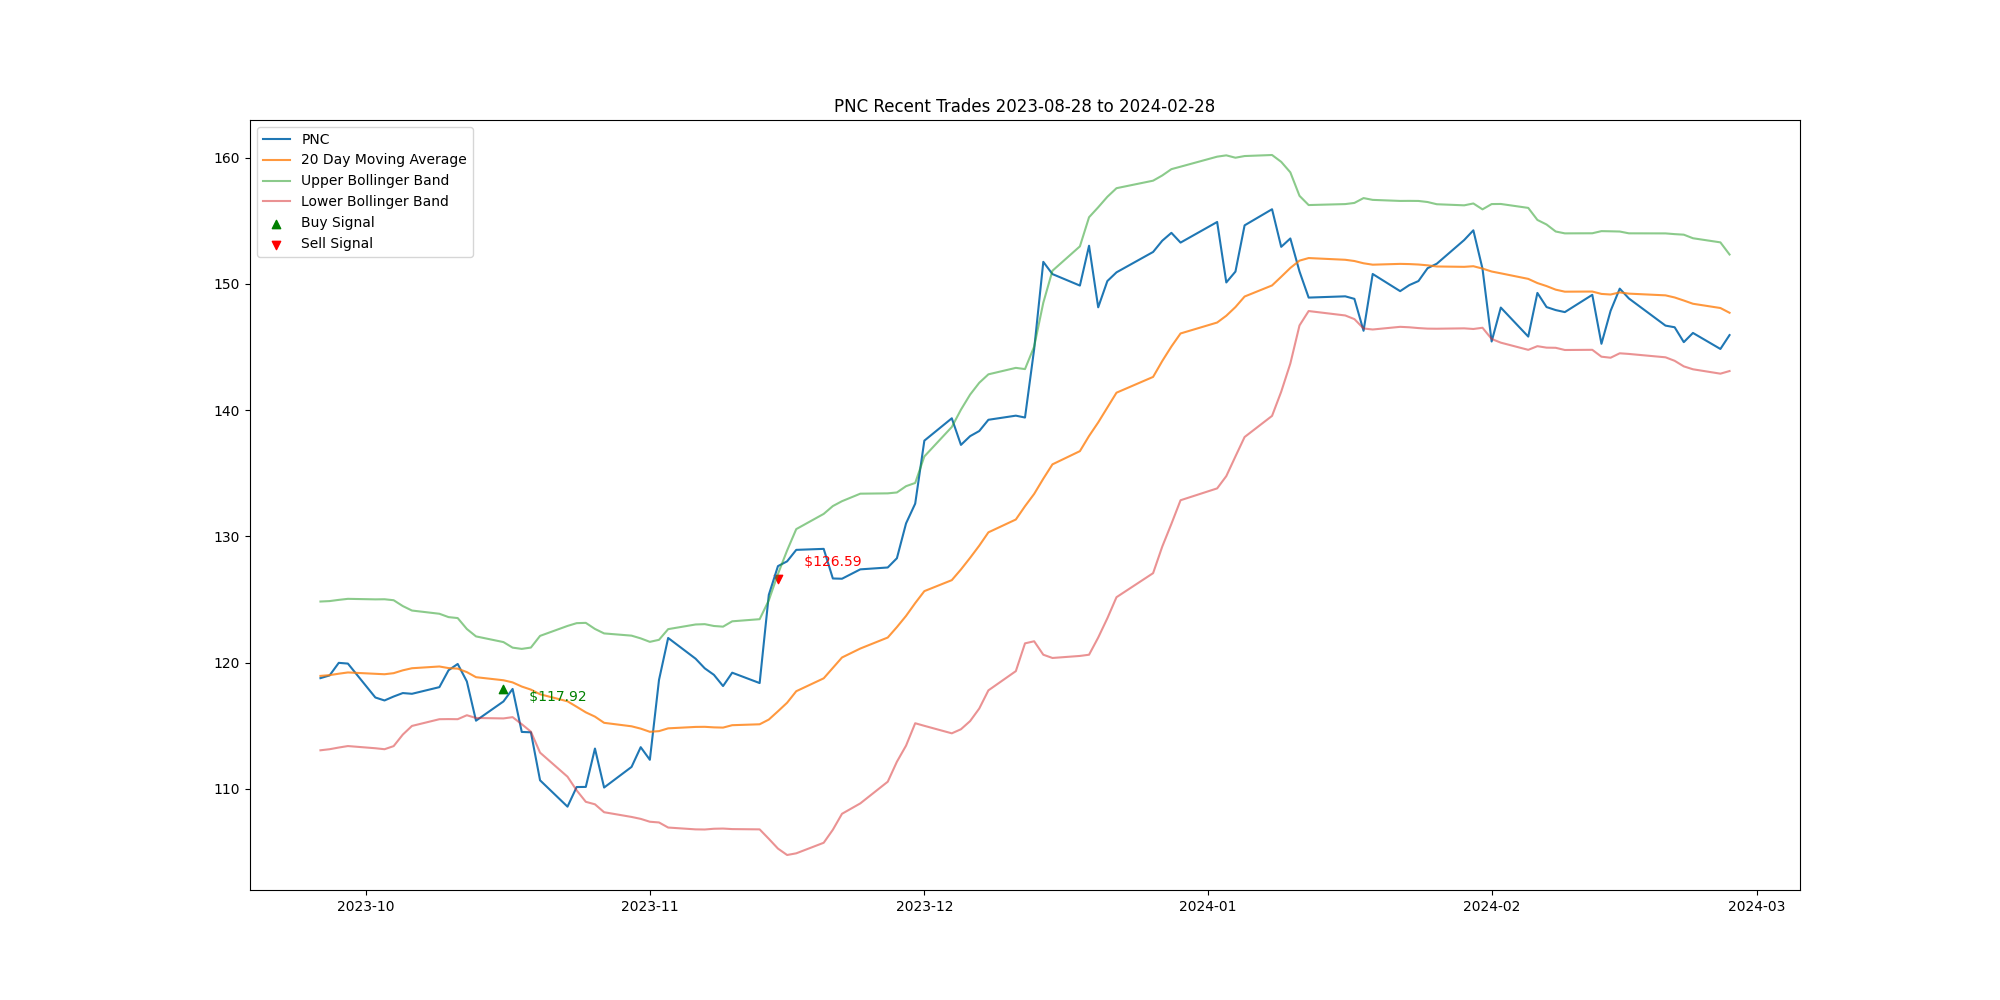 PNC Recent Trades 2023-08-28 to 2024-02-28
PNC
20 Day Moving Average
Upper Bollinger Band
Lower Bollinger Band
Buy Signal
Sell Signal
160
150
140
130
120
110
$126.59
$117.92
2023-10
2023-11
2023-12
2024-01
2024-02
2024-03